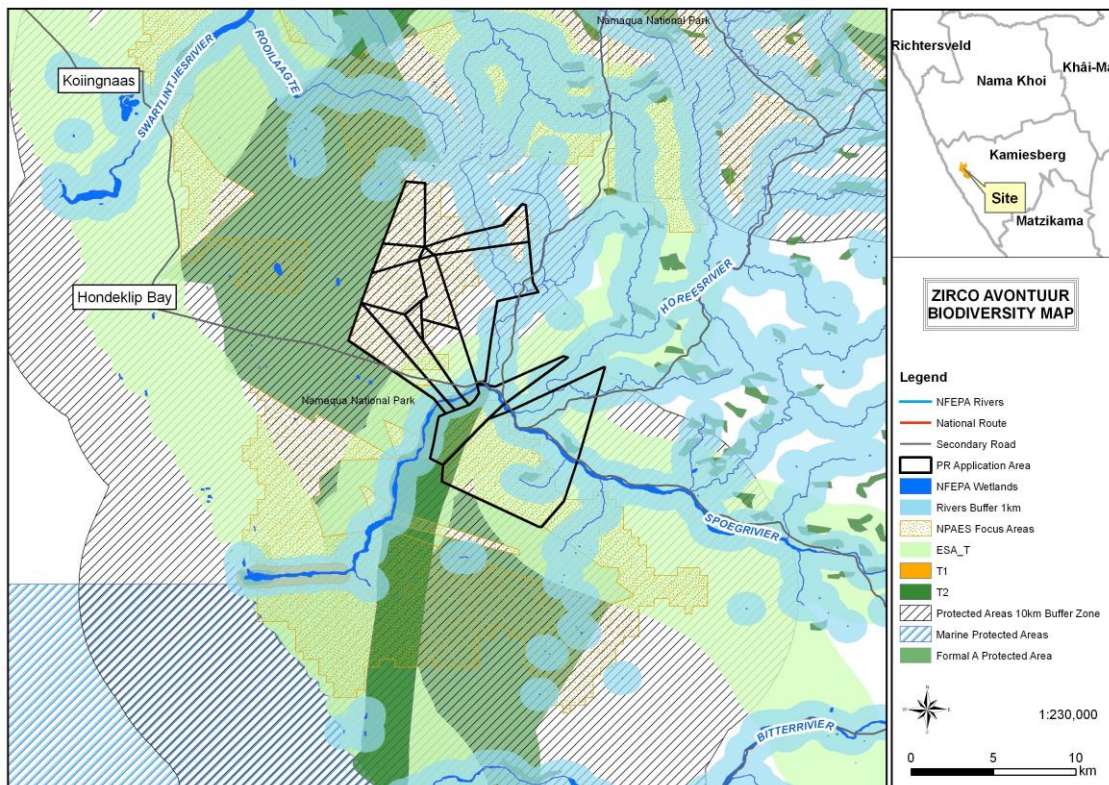 Namaqua National Park
ROOILAAGTE
SWARTLINTJIESRIVIER
Koiingnaas
Hondeklip Bay
HOREESRIVIER
Namaqua National Park
SPOEGRIVIER
BITTERRIVIER
Richtersveld
Nama Khoi
Khâi-Ma
Kamiesberg
Site
Matzikama
ZIRCO AVONTUUR
BIODIVERSITY MAP
Legend
NFEPA Rivers
National Route
Secondary Road
PR Application Area
NFEPA Wetlands
Rivers Buffer 1km
NPAES Focus Areas
ESA_T
T1
T2
Protected Areas 10km Buffer Zone
Marine Protected Areas
Formal A Protected Area
N
W
E
S
1:230,000
0 5 10
km